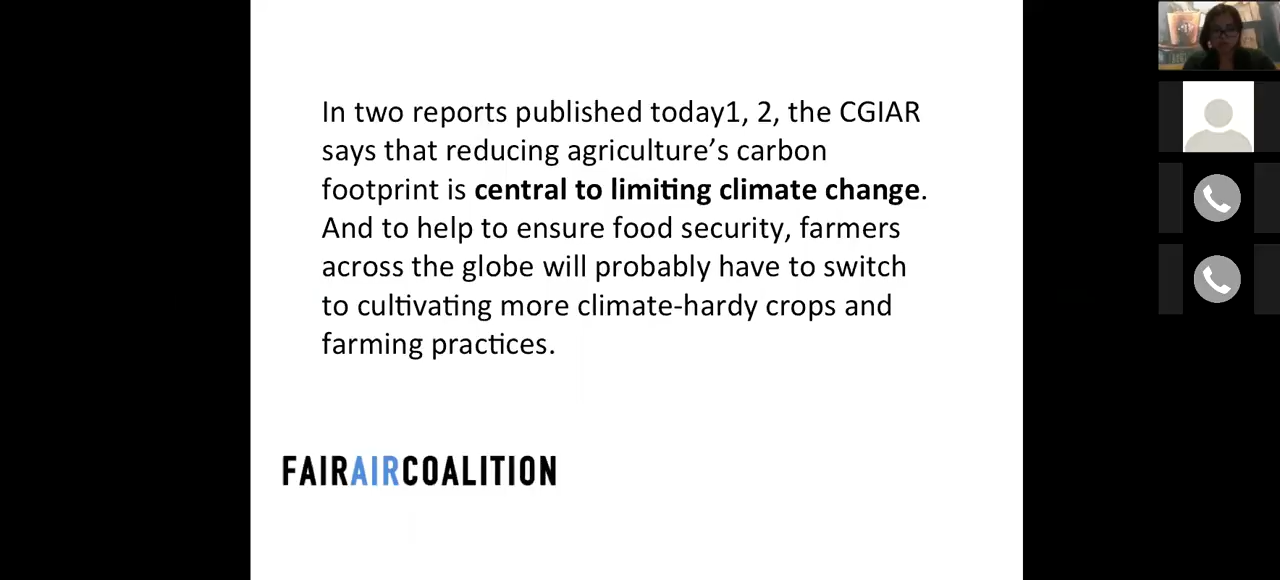 In two reports published today1, 2, the CGIAR
says that reducing agriculture’s carbon
footprint is central to limiting climate change.
And to help to ensure food security, farmers
across the globe will probably have to switch
to cultivating more climate-hardy crops and
farming practices.
FAIRAIRCOALITION